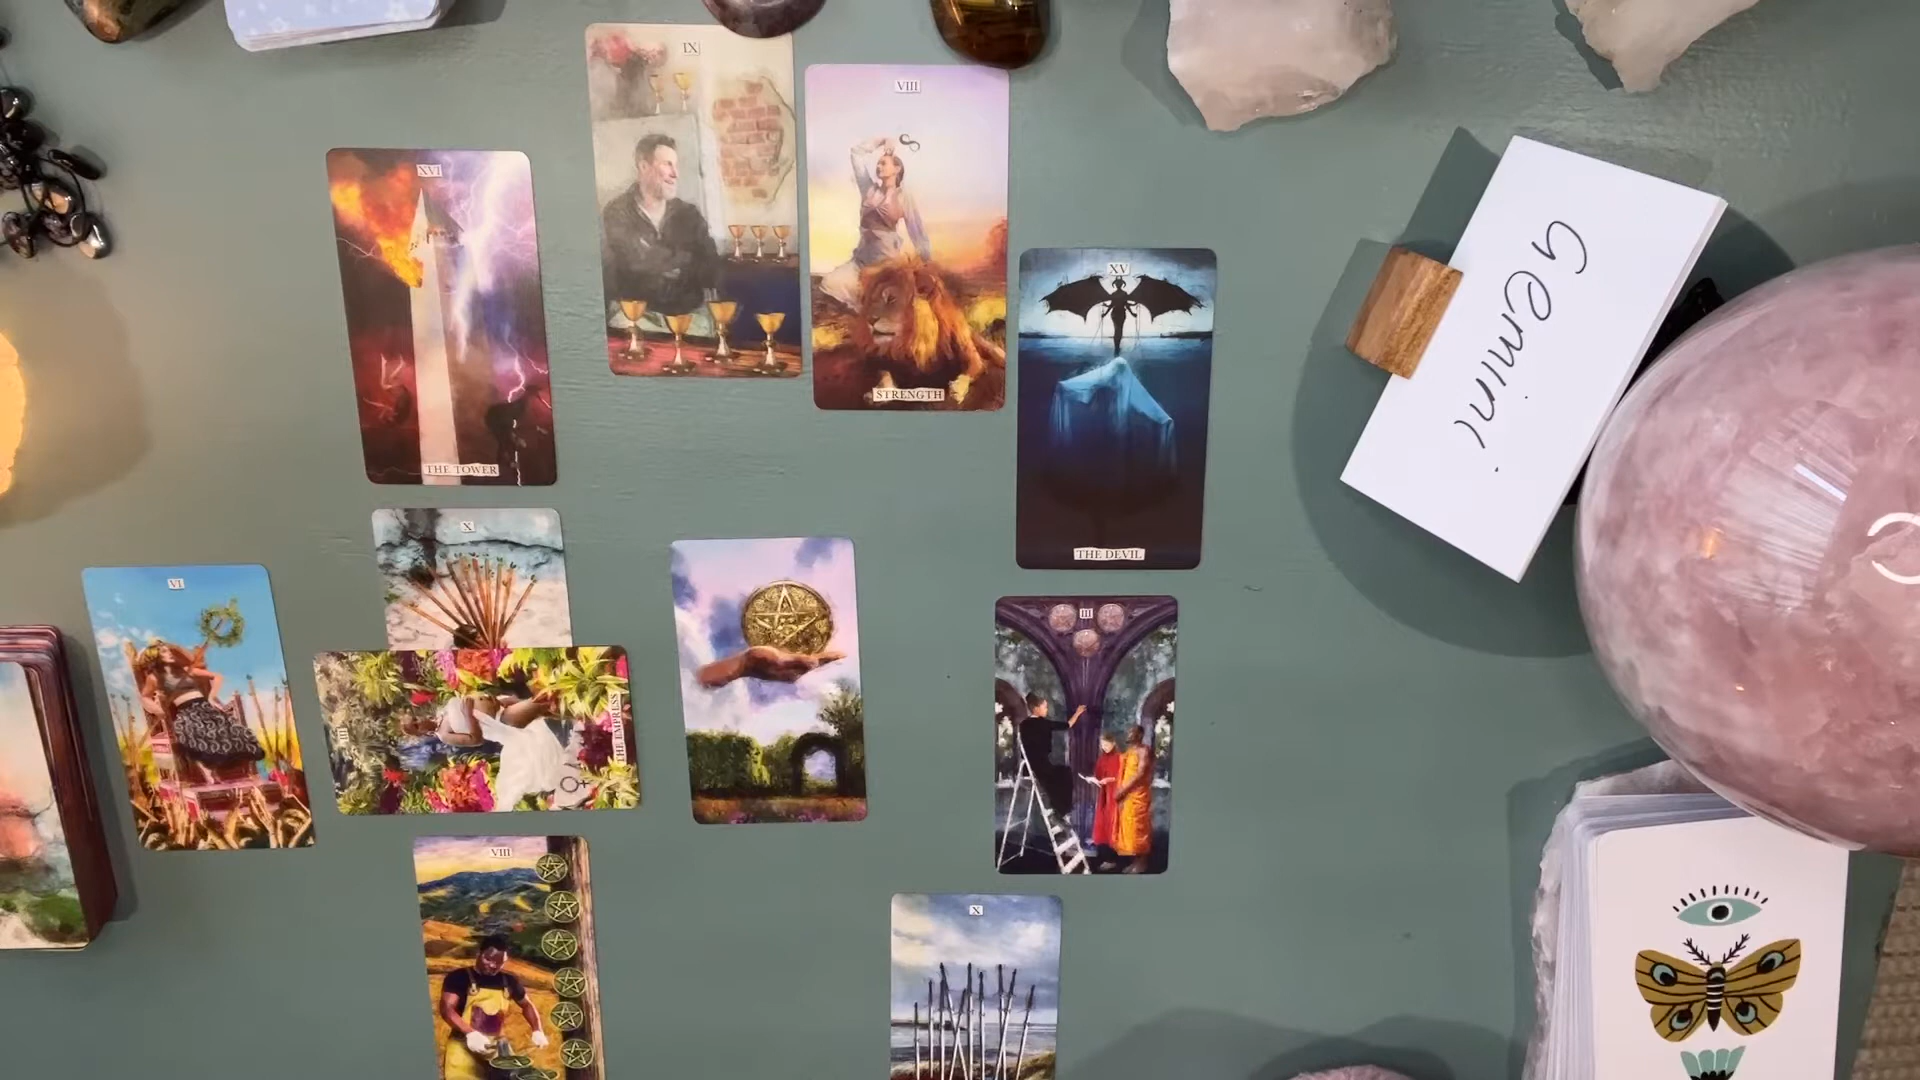 IX
VIII
XVI
STRENGTH
XV
THE TOWER
THE DEVIL
Gemini
X
VI
III
THE EMPRESS
III
VIII
X